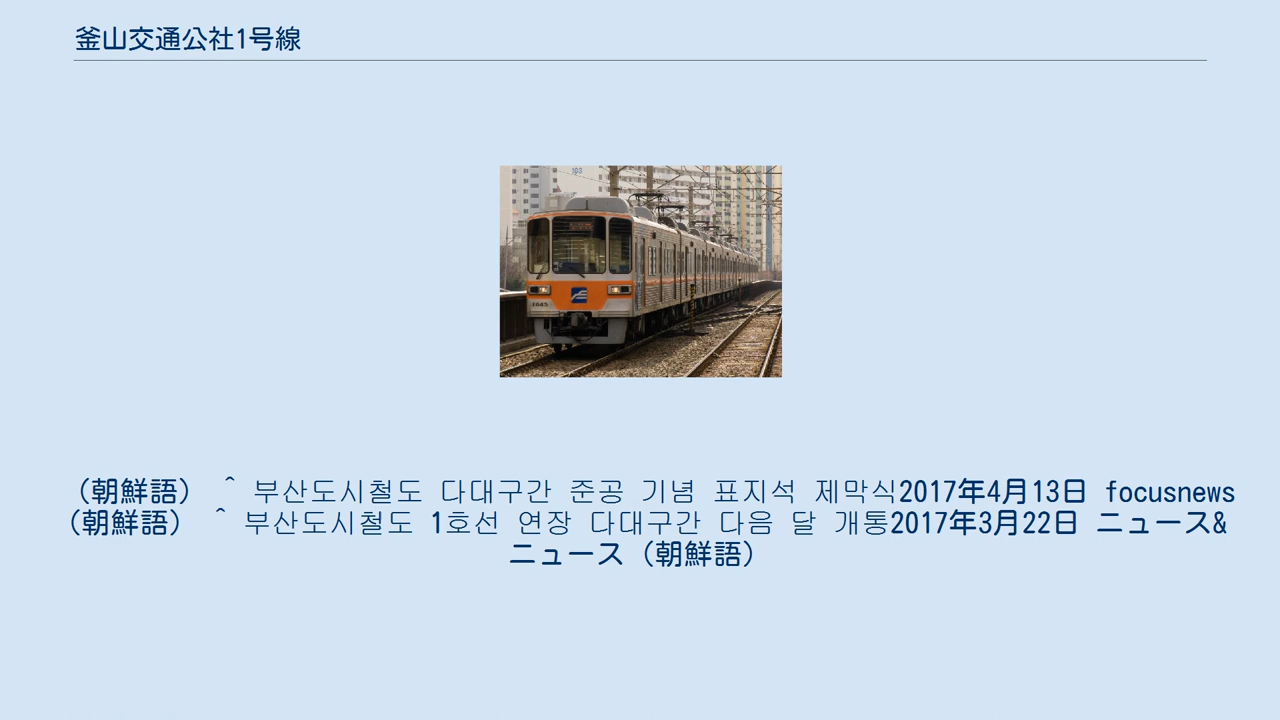 釜山交通公社1号線
1645
（朝鮮語） ^ 부산도시철도 다대구간 준공 기념 표지석 제막식2017年4月13日 focusnews
（朝鮮語） ^ 부산도시철도 1호선 연장 다대구간 다음 달 개통2017年3月22日 ニュース&
ニュース（朝鮮語）